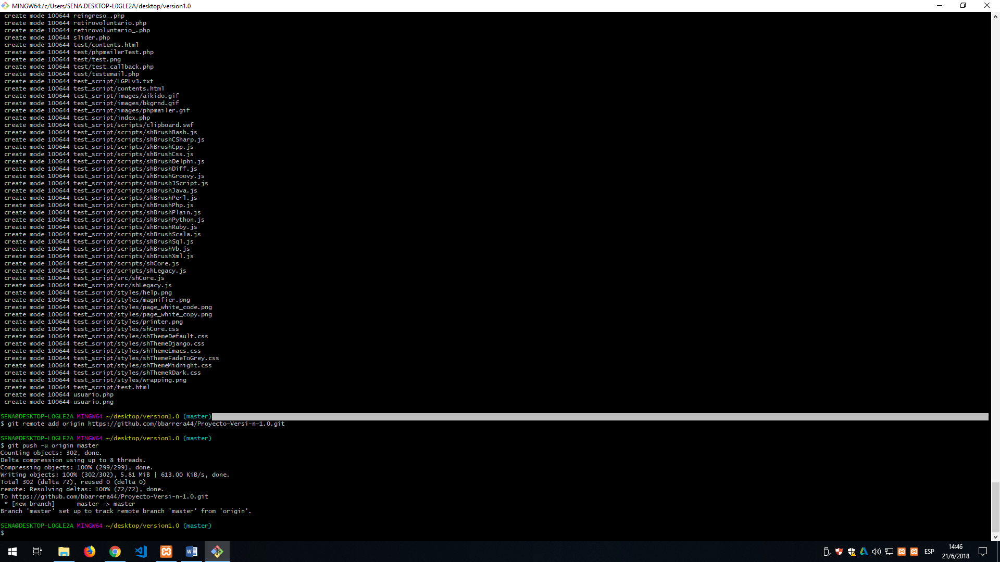 MINGW64:/c/Users/SENA.DESKTOP-L0GLE2A/desktop/version1.0
create mode 100644 reingreso_.php
create mode 100644 retirovoluntario.php
create mode 100644 retirovoluntario_.php
create mode 100644 slider.php
create mode 100644 test/contents.html
create mode 100644 test/phpmailerTest.php
create mode 100644 test/test.png
create mode 100644 test/test_callback.php
create mode 100644 test/testemail.php
create mode 100644 test_script/LGPLv3.txt
create mode 100644 test_script/contents.html
create mode 100644 test_script/images/aikido.gif
create mode 100644 test_script/images/bkgrnd.gif
create mode 100644 test_script/images/phpmailer.gif
create mode 100644 test_script/index.php
create mode 100644 test_script/scripts/clipboard.swf
create mode 100644 test_script/scripts/shBrushBash.js
create mode 100644 test_script/scripts/shBrushCSharp.js
create mode 100644 test_script/scripts/shBrushCpp.js
create mode 100644 test_script/scripts/shBrushCss.js
create mode 100644 test_script/scripts/shBrushDelphi.js
create mode 100644 test_script/scripts/shBrushDiff.js
create mode 100644 test_script/scripts/shBrushGroovy.js
create mode 100644 test_script/scripts/shBrushJScript.js
create mode 100644 test_script/scripts/shBrushJava.js
create mode 100644 test_script/scripts/shBrushPerl.js
create mode 100644 test_script/scripts/shBrushPhp.js
create mode 100644 test_script/scripts/shBrushPlain.js
create mode 100644 test_script/scripts/shBrushPython.js
create mode 100644 test_script/scripts/shBrushRuby.js
create mode 100644 test_script/scripts/shBrushScala.js
create mode 100644 test_script/scripts/shBrushSql.js
create mode 100644 test_script/scripts/shBrushVb.js
create mode 100644 test_script/scripts/shBrushXml.js
create mode 100644 test_script/scripts/shCore.js
create mode 100644 test_script/scripts/shLegacy.js
create mode 100644 test_script/src/shCore.js
create mode 100644 test_script/src/shLegacy.js
create mode 100644 test_script/styles/help.png
create mode 100644 test_script/styles/magnifier.png
create mode 100644 test_script/styles/page_white_code.png
create mode 100644 test_script/styles/page_white_copy.png
create mode 100644 test_script/styles/printer.png
create mode 100644 test_script/styles/shCore.css
create mode 100644 test_script/styles/shThemeDefault.css
create mode 100644 test_script/styles/shThemeDjango.css
create mode 100644 test_script/styles/shThemeEmacs.css
create mode 100644 test_script/styles/shThemeFadeToGrey.css
create mode 100644 test_script/styles/shThemeMidnight.css
create mode 100644 test_script/styles/shThemeRDark.css
create mode 100644 test_script/styles/wrapping.png
create mode 100644 test_script/test.html
create mode 100644 usuario.php
create mode 100644 usuario.png
SENA@DESKTOP-L0GLE2A MINGW64 ~/desktop/version1.0 (master)
$ git remote add origin https://github.com/bbarrera44/Proyecto-Versi-n-1.0.git
SENA@DESKTOP-L0GLE2A MINGW64 ~/desktop/version1.0 (master)
$ git push -u origin master
Counting objects: 302, done.
Delta compression using up to 8 threads.
Compressing objects: 100% (299/299), done.
Writing objects: 100% (302/302), 5.81 MiB | 613.00 KiB/s, done.
Total 302 (delta 72), reused 0 (delta 0)
remote: Resolving deltas: 100% (72/72), done.
To https://github.com/bbarrera44/Proyecto-Versi-n-1.0.git
* [new branch]      master -> master
Branch 'master' set up to track remote branch 'master' from 'origin'.
SENA@DESKTOP-L0GLE2A MINGW64 ~/desktop/version1.0 (master)
$
ESP
14:46
21/6/2018